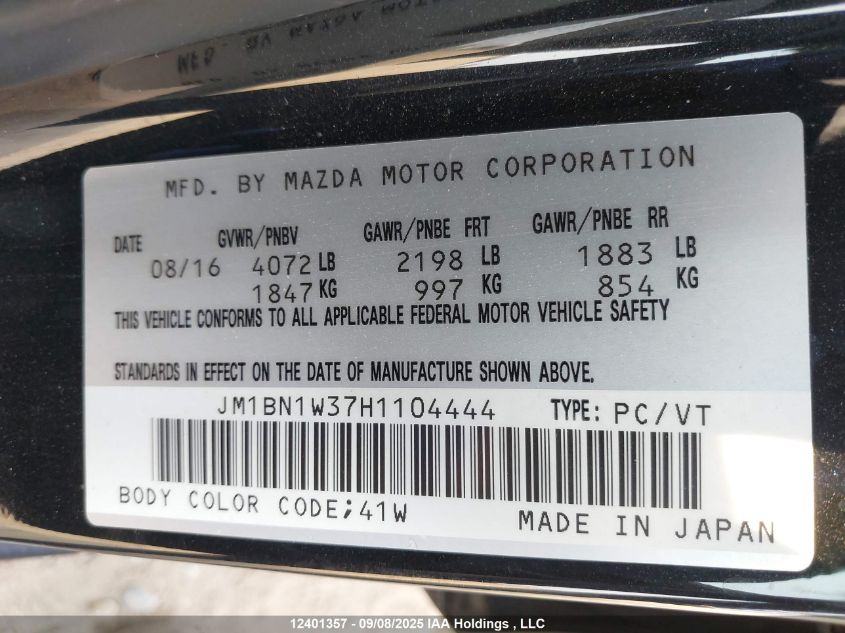 MFD. BY MAZDA MOTOR CORPORATION
DATE GVWR/PNBV GAWR/PNBE FRT GAWR/PNBE RR
08/16 4072 LB 2198 LB 1883 LB
1847 KG 997 KG 854 KG
THIS VEHICLE CONFORMS TO ALL APPLICABLE FEDERAL MOTOR VEHICLE SAFETY
STANDARDS IN EFFECT ON THE DATE OF MANUFACTURE SHOWN ABOVE.
JM1BN1W37H1104444 TYPE: PC/VT
BODY COLOR CODE;41W
MADE IN JAPAN
12401357 - 09/08/2025 IAA Holdings , LLC